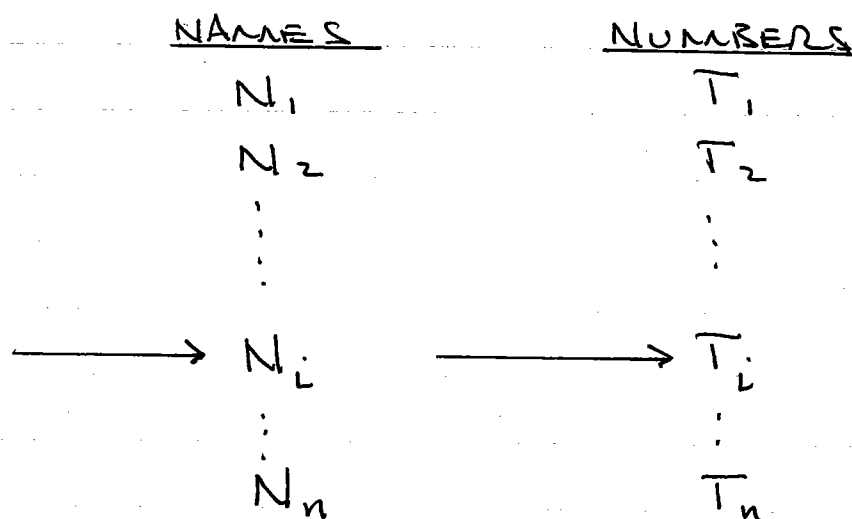 NAMES NUMBERS
N₁ T₁
N₂ T₂
⋮ ⋮
→ Nᵢ → Tᵢ
⋮ ⋮
Nₙ Tₙ